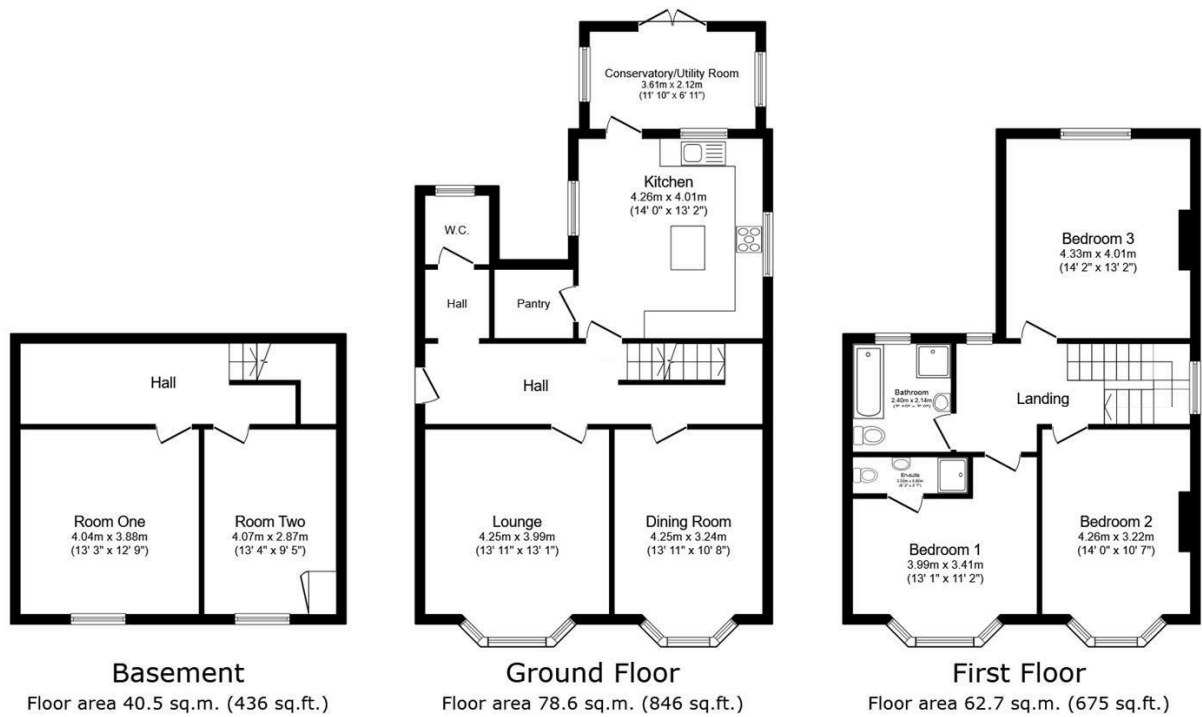 Conservatory/Utility Room
3.61m x 2.12m
(11' 10" x 6' 11")
Kitchen
4.26m x 4.01m
(14' 0" x 13' 2")
W.C.
Hall
Pantry
Hall
Lounge
4.25m x 3.99m
(13' 11" x 13' 1")
Dining Room
4.25m x 3.24m
(13' 11" x 10' 8")
Hall
Room One
4.04m x 3.88m
(13' 3" x 12' 9")
Room Two
4.07m x 2.87m
(13' 4" x 9' 5")
Bedroom 3
4.33m x 4.01m
(14' 2" x 13' 2")
Bathroom
2.40m x 2.14m
Landing
En-suite
Bedroom 1
3.99m x 3.41m
(13' 1" x 11' 2")
Bedroom 2
4.26m x 3.22m
(14' 0" x 10' 7")
Basement
Floor area 40.5 sq.m. (436 sq.ft.)
Ground Floor
Floor area 78.6 sq.m. (846 sq.ft.)
First Floor
Floor area 62.7 sq.m. (675 sq.ft.)